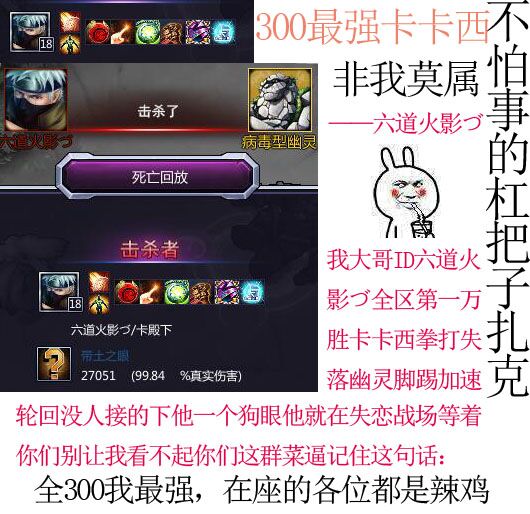 18
300最强卡卡西
非我莫属
——六道火影づ
不怕事的杠把子扎克
击杀了
六道火影づ
病毒型幽灵
死亡回放
击杀者
18
六道火影づ/卡殿下
带土之眼
27051 (99.84 %真实伤害)
我大哥ID六道火
影づ全区第一万
胜卡卡西拳打失
落幽灵脚踢加速
轮回没人接的下他一个狗眼他就在失恋战场等着
你们别让我看不起你们这群菜逼记住这句话：
全300我最强，在座的各位都是辣鸡